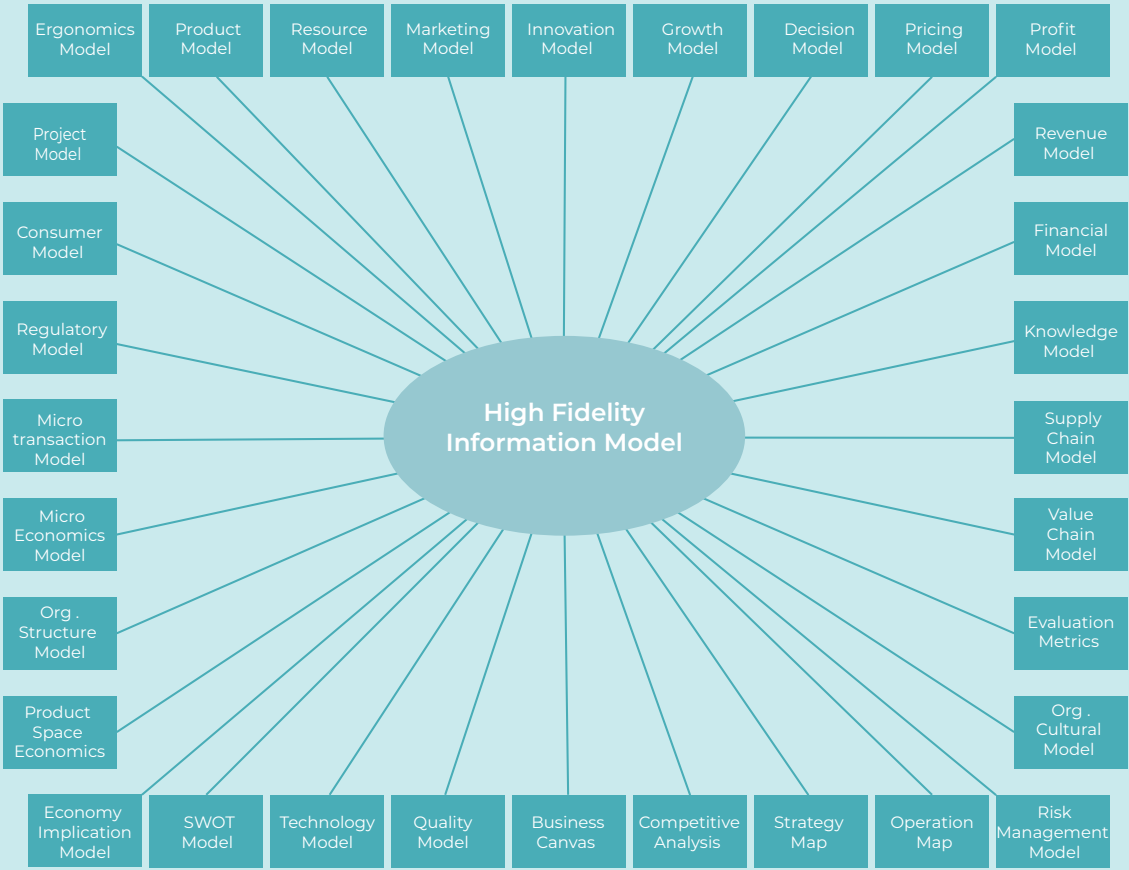 Ergonomics
Model
Product
Model
Resource
Model
Marketing
Model
Innovation
Model
Growth
Model
Decision
Model
Pricing
Model
Profit
Model
Project
Model
Revenue
Model
Consumer
Model
Financial
Model
Regulatory
Model
Knowledge
Model
High Fidelity
Information Model
Micro
transaction
Model
Supply
Chain
Model
Micro
Economics
Model
Value
Chain
Model
Org .
Structure
Model
Evaluation
Metrics
Product
Space
Economics
Org .
Cultural
Model
Economy
Implication
Model
SWOT
Model
Technology
Model
Quality
Model
Business
Canvas
Competitive
Analysis
Strategy
Map
Operation
Map
Risk
Management
Model